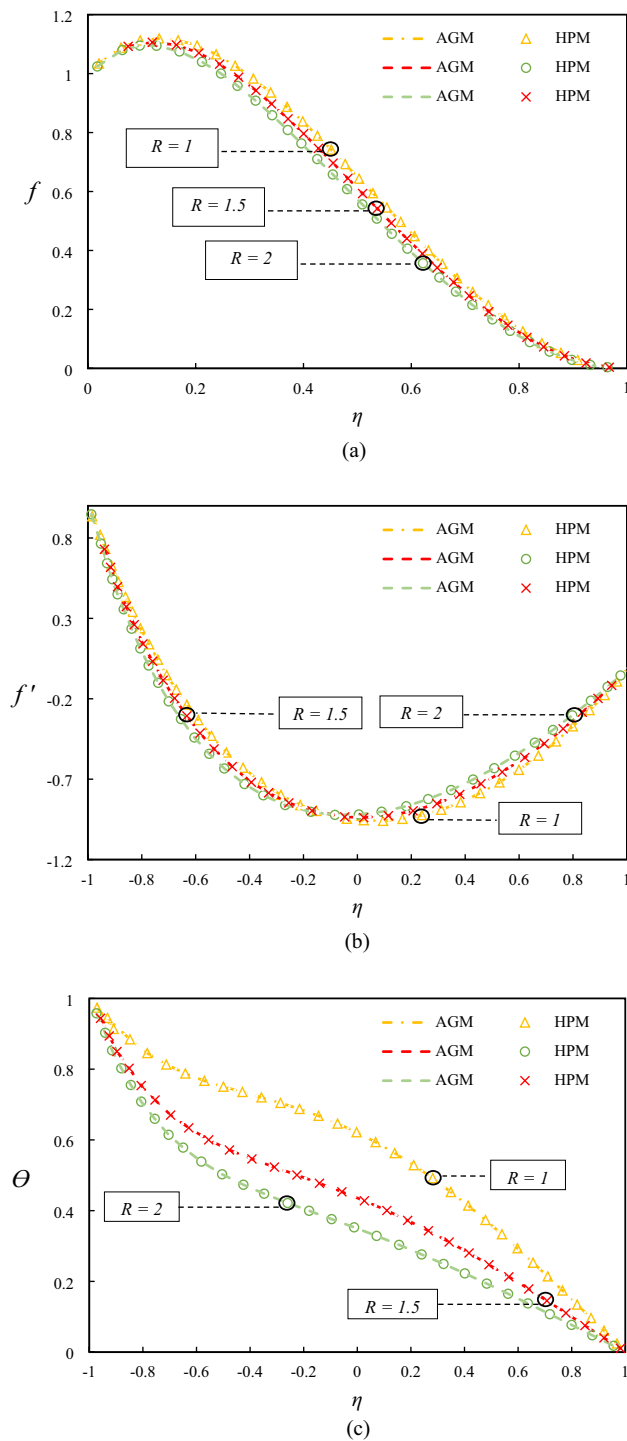 1.2
AGM HPM
AGM HPM
AGM HPM
1.0
0.8
R = 1
f
0.6
R = 1.5
0.4
R = 2
0.2
0
0 0.2 0.4 0.6 0.8 1
η
(a)
0.8
AGM HPM
AGM HPM
AGM HPM
0.3
f'
-0.2
R = 1.5
R = 2
-0.7
R = 1
-1.2
-1 -0.8 -0.6 -0.4 -0.2 0 0.2 0.4 0.6 0.8 1
η
(b)
1
AGM HPM
AGM HPM
AGM HPM
0.8
0.6
Θ
R = 1
0.4
R = 2
0.2
R = 1.5
0
-1 -0.8 -0.6 -0.4 -0.2 0 0.2 0.4 0.6 0.8 1
η
(c)